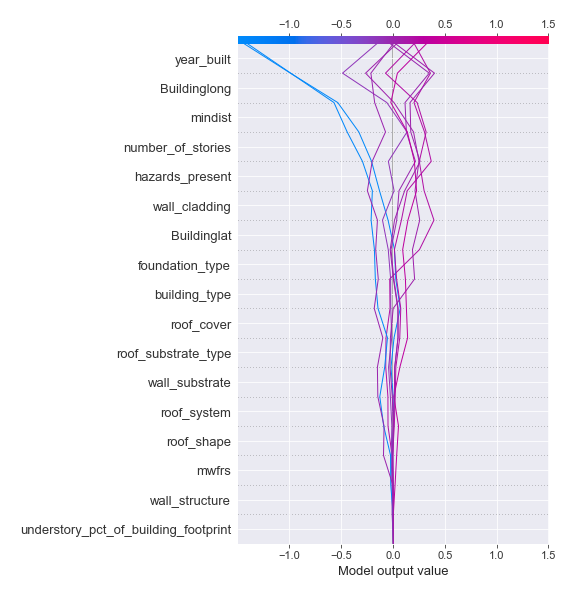 −1.0 −0.5 0.0 0.5 1.0 1.5
year_built
Buildinglong
mindist
number_of_stories
hazards_present
wall_cladding
Buildinglat
foundation_type
building_type
roof_cover
roof_substrate_type
wall_substrate
roof_system
roof_shape
mwfrs
wall_structure
understory_pct_of_building_footprint
−1.0 −0.5 0.0 0.5 1.0 1.5
Model output value